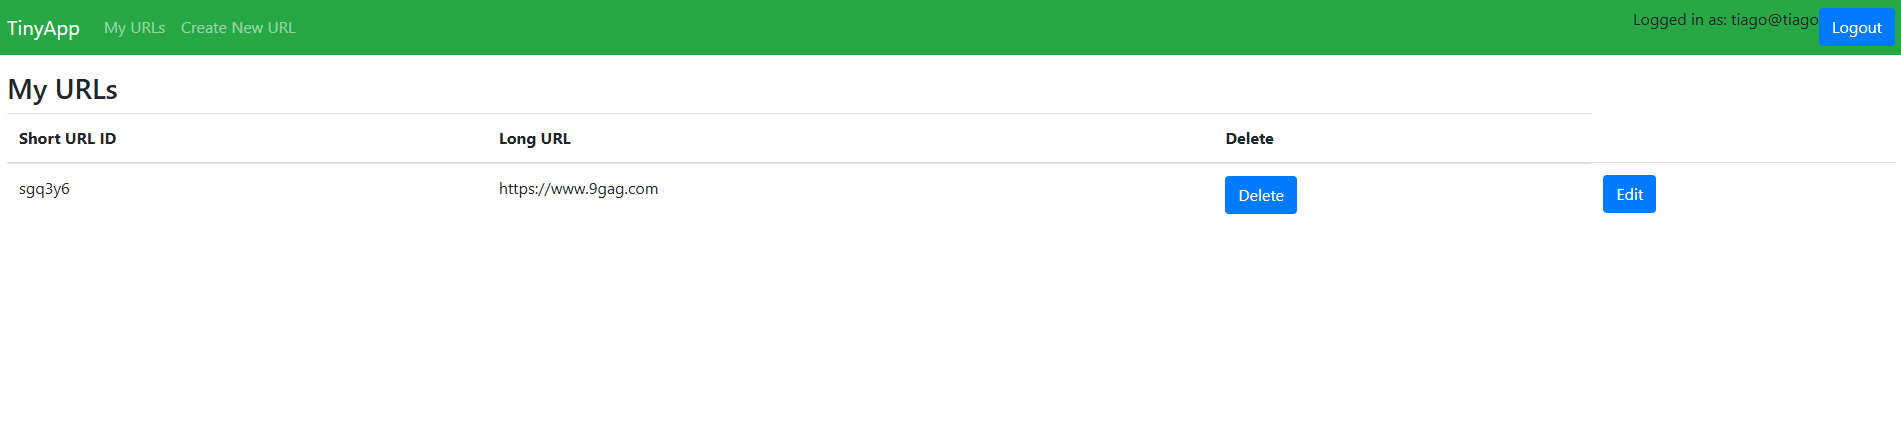 TinyApp My URLs Create New URL Logged in as: tiago@tiago Logout
My URLs
Short URL ID Long URL Delete
sgq3y6 https://www.9gag.com Delete Edit